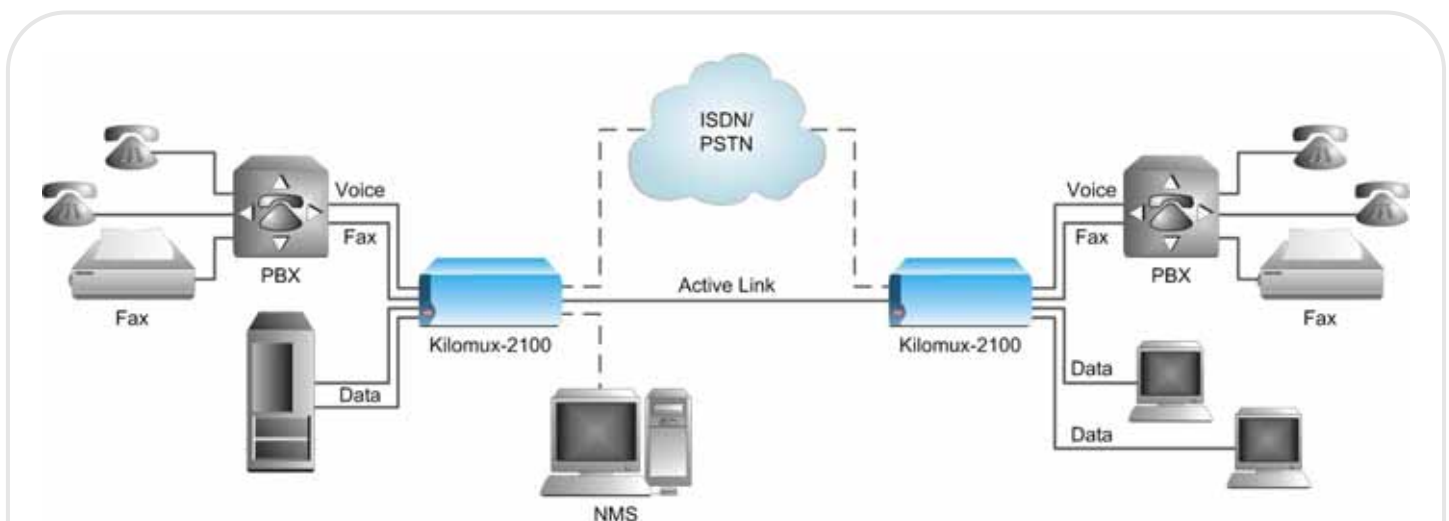 ISDN/
PSTN
Voice
Fax
PBX
Fax
Kilomux-2100
Data
NMS
Active Link
Voice
Fax
PBX
Fax
Kilomux-2100
Data
Data